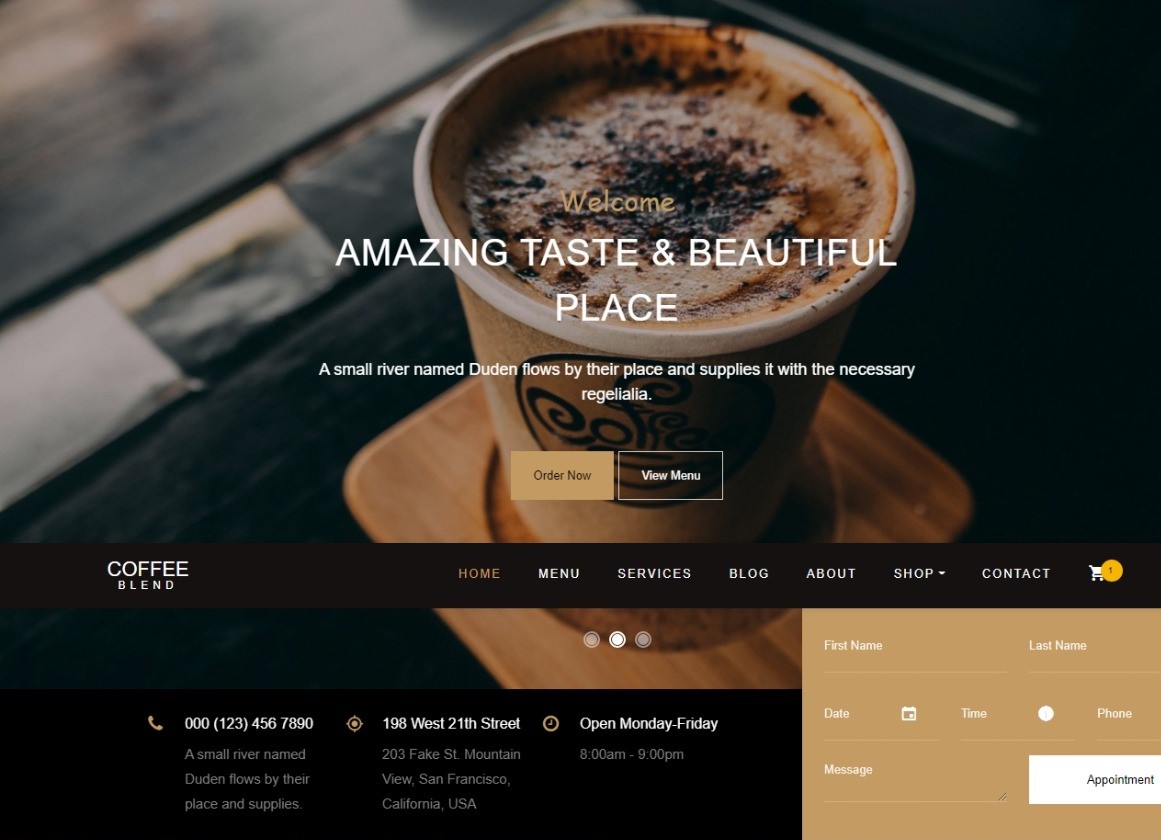 Welcome
AMAZING TASTE & BEAUTIFUL
PLACE
A small river named Duden flows by their place and supplies it with the necessary
regelialia.
Coffee
Order Now
View Menu
COFFEE
BLEND
HOME
MENU
SERVICES
BLOG
ABOUT
SHOP
CONTACT
1
First Name
Last Name
Date
Time
Phone
Message
Appointment
000 (123) 456 7890
A small river named
Duden flows by their
place and supplies.
198 West 21th Street
203 Fake St. Mountain
View, San Francisco,
California, USA
Open Monday-Friday
8:00am - 9:00pm